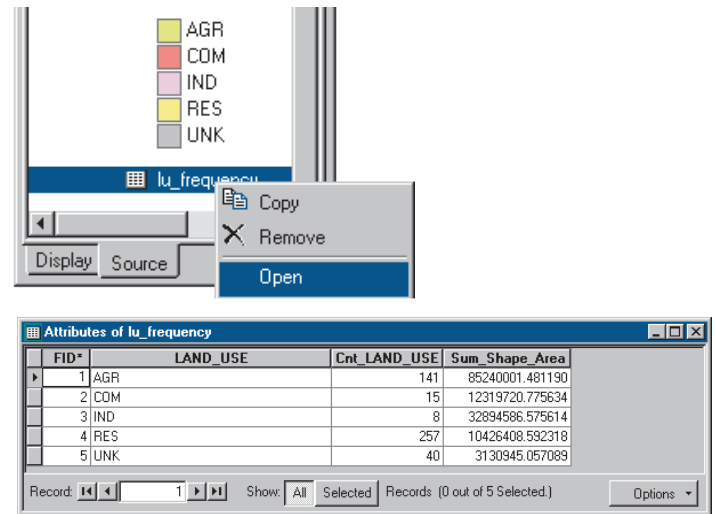 AGR
COM
IND
RES
UNK
lu_frequency
Copy
Remove
Display Source
Open
Attributes of lu_frequency
FID* LAND_USE Cnt_LAND_USE Sum_Shape_Area
1 AGR 141 85240001.481190
2 COM 15 12319720.775634
3 IND 8 32894586.575614
4 RES 257 10426408.592318
5 UNK 40 3130945.057089
Record: 1 Show: All Selected Records (0 out of 5 Selected.) Options